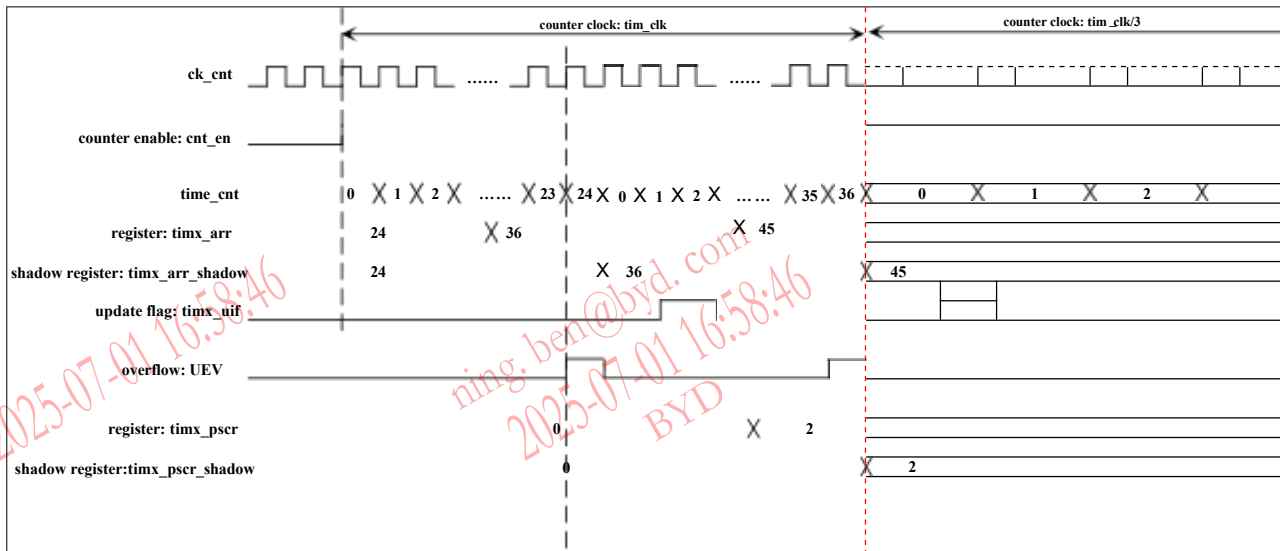 counter clock: tim_clk
counter clock: tim_clk/3
ck_cnt
......
......
counter enable: cnt_en
time_cnt
0 1 2 ...... 23 24 0 1 2 ...... 35 36 0 1 2
register: timx_arr
24 36 45
shadow register: timx_arr_shadow
24 36 45
update flag: timx_uif
overflow: UEV
register: timx_pscr
0 2
shadow register:timx_pscr_shadow
0 2
2025-07-01 16:58:46
ning. ben@byd. com
2025-07-01 16:58:46
BYD